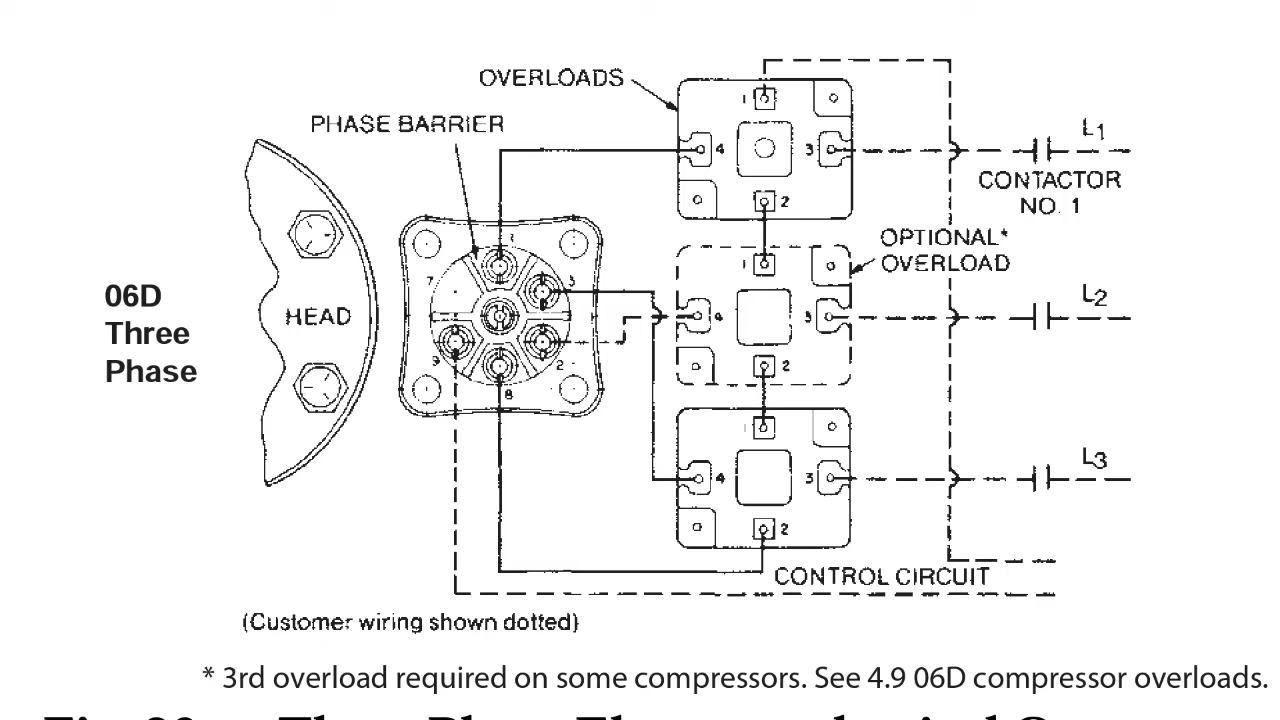 OVERLOADS
PHASE BARRIER
1
4
3
2
L1
CONTACTOR
NO. 1
OPTIONAL*
OVERLOAD
1
4
3
2
L2
06D
Three
Phase
HEAD
1
7
3
9
2
8
1
4
3
2
L3
CONTROL CIRCUIT
(Customer wiring shown dotted)
* 3rd overload required on some compressors. See 4.9 06D compressor overloads.